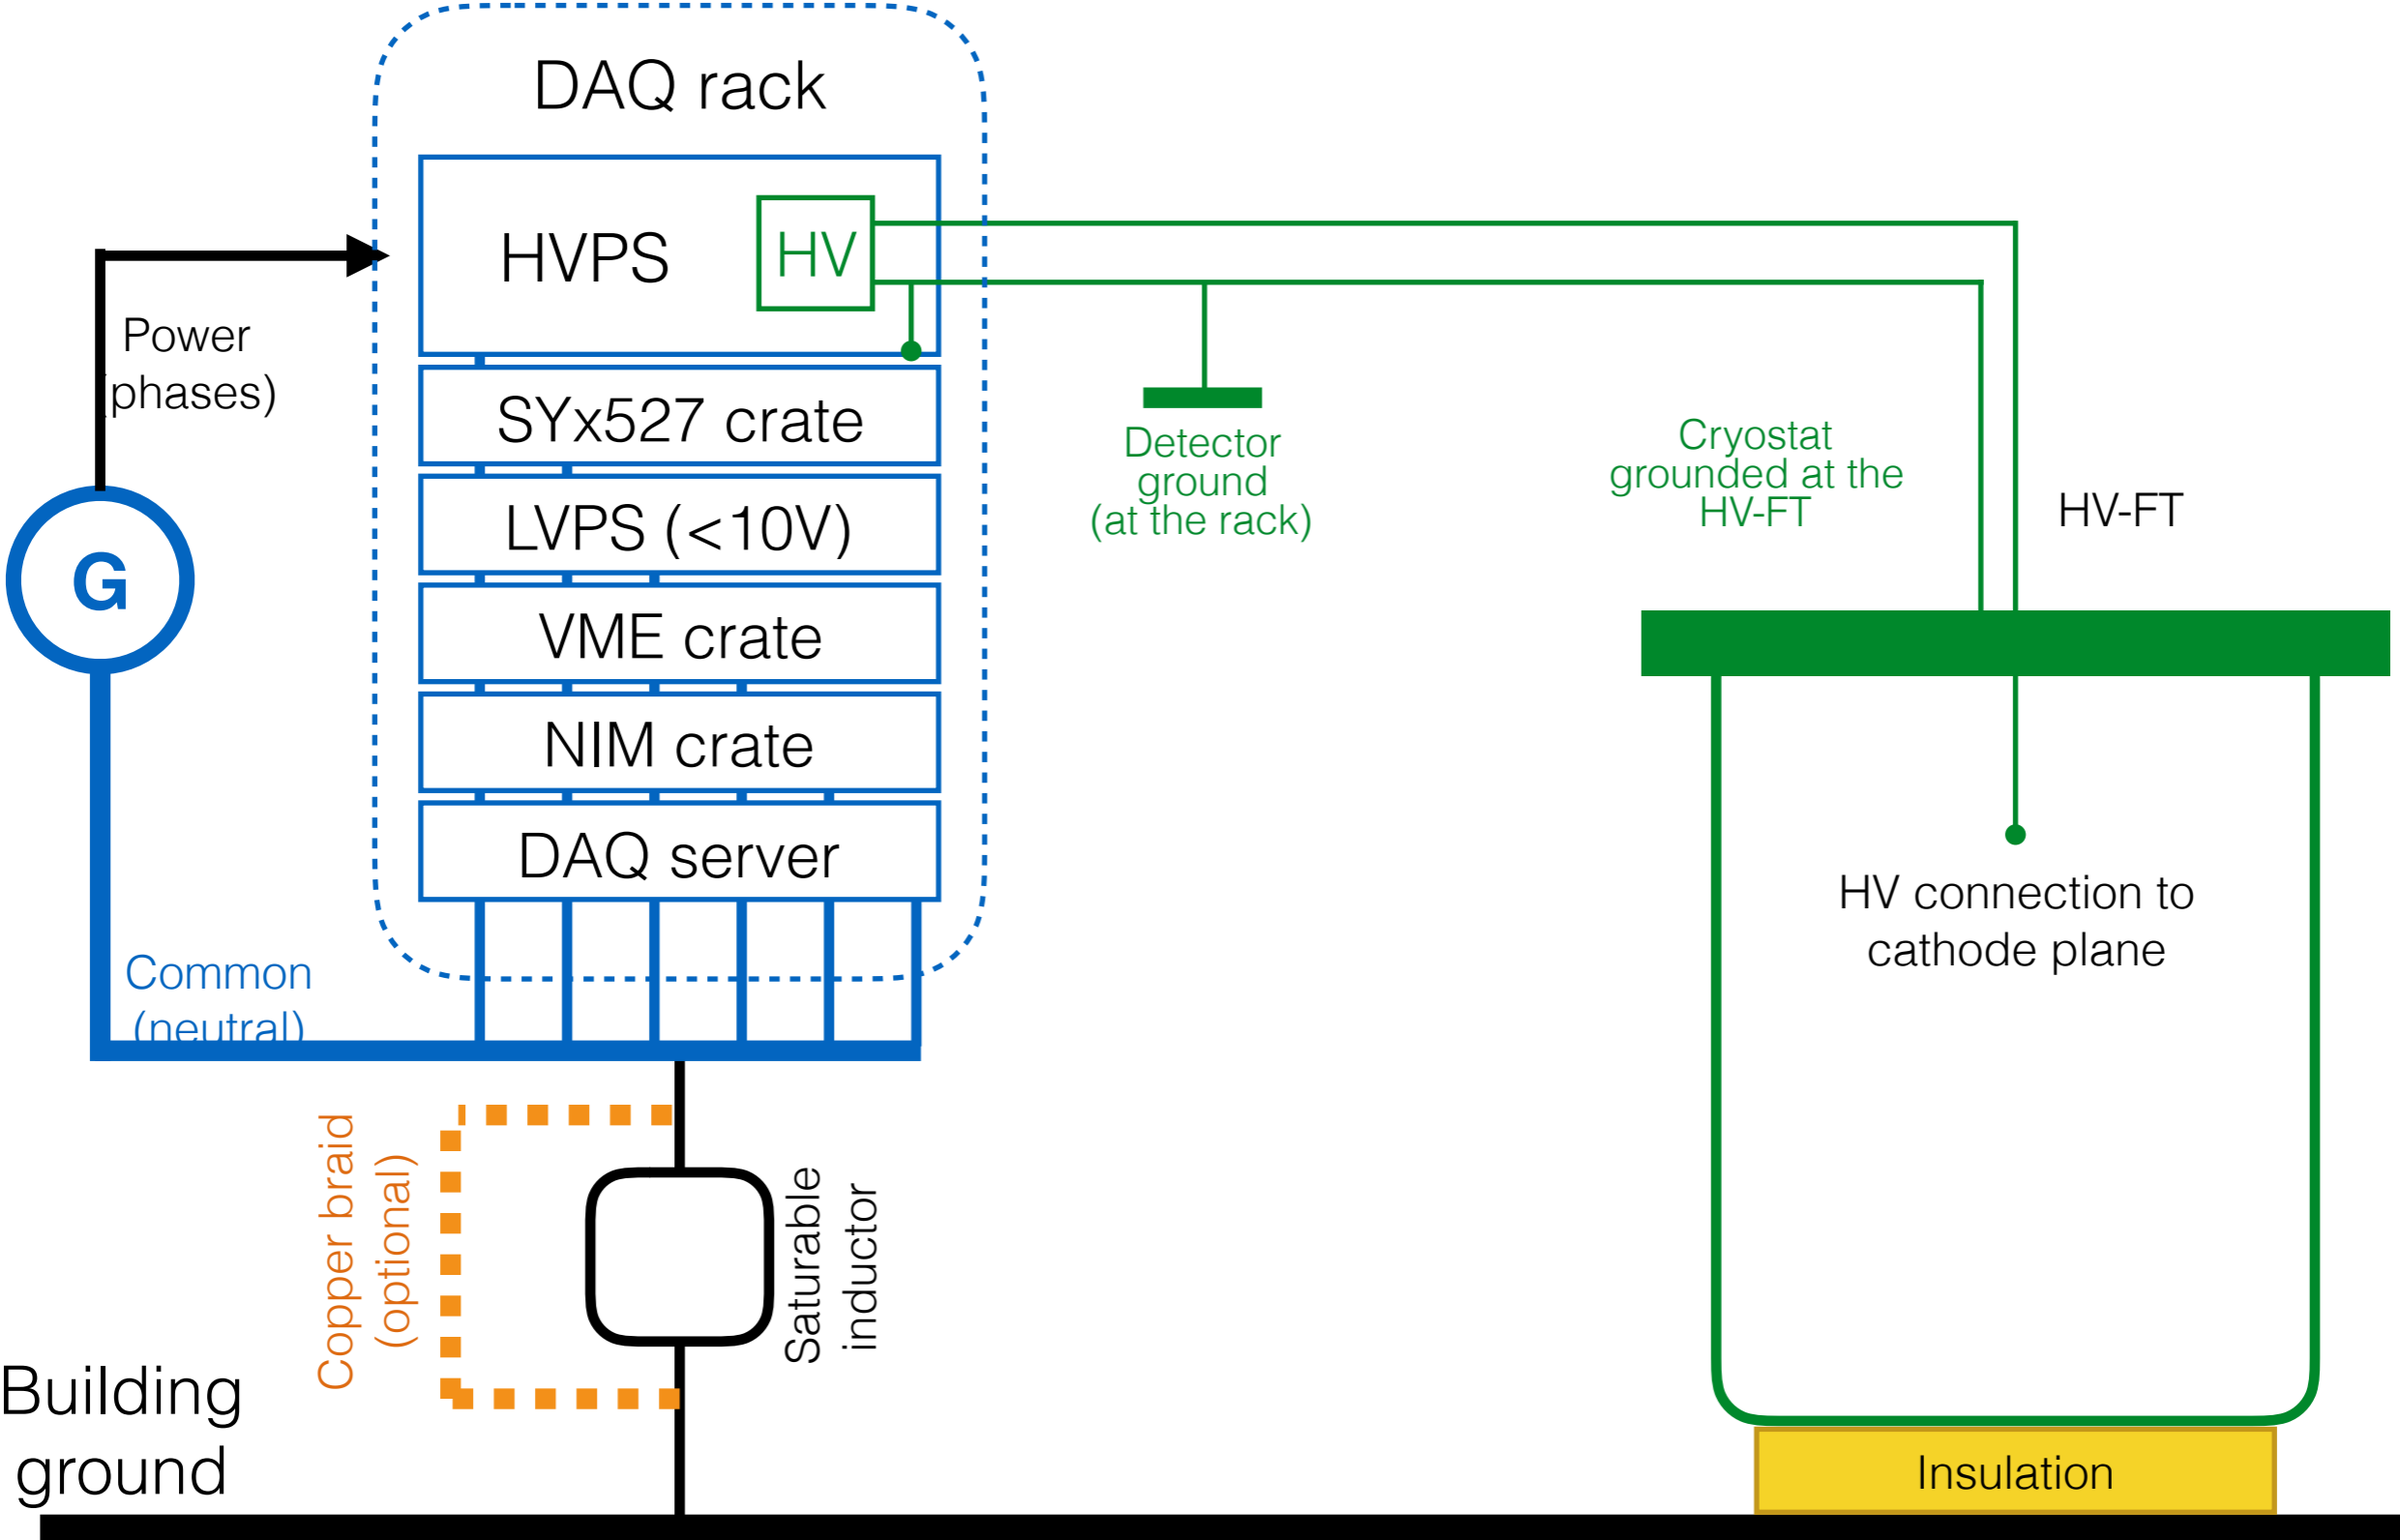 DAQ rack
HVPS
HV
Power
(phases)
SYx527 crate
Detector
ground
(at the rack)
Cryostat
grounded at the
HV-FT
HV-FT
LVPS (<10V)
G
VME crate
NIM crate
DAQ server
HV connection to
cathode plane
Common
(neutral)
Copper braid
(optional)
Saturable
inductor
Building
ground
Insulation